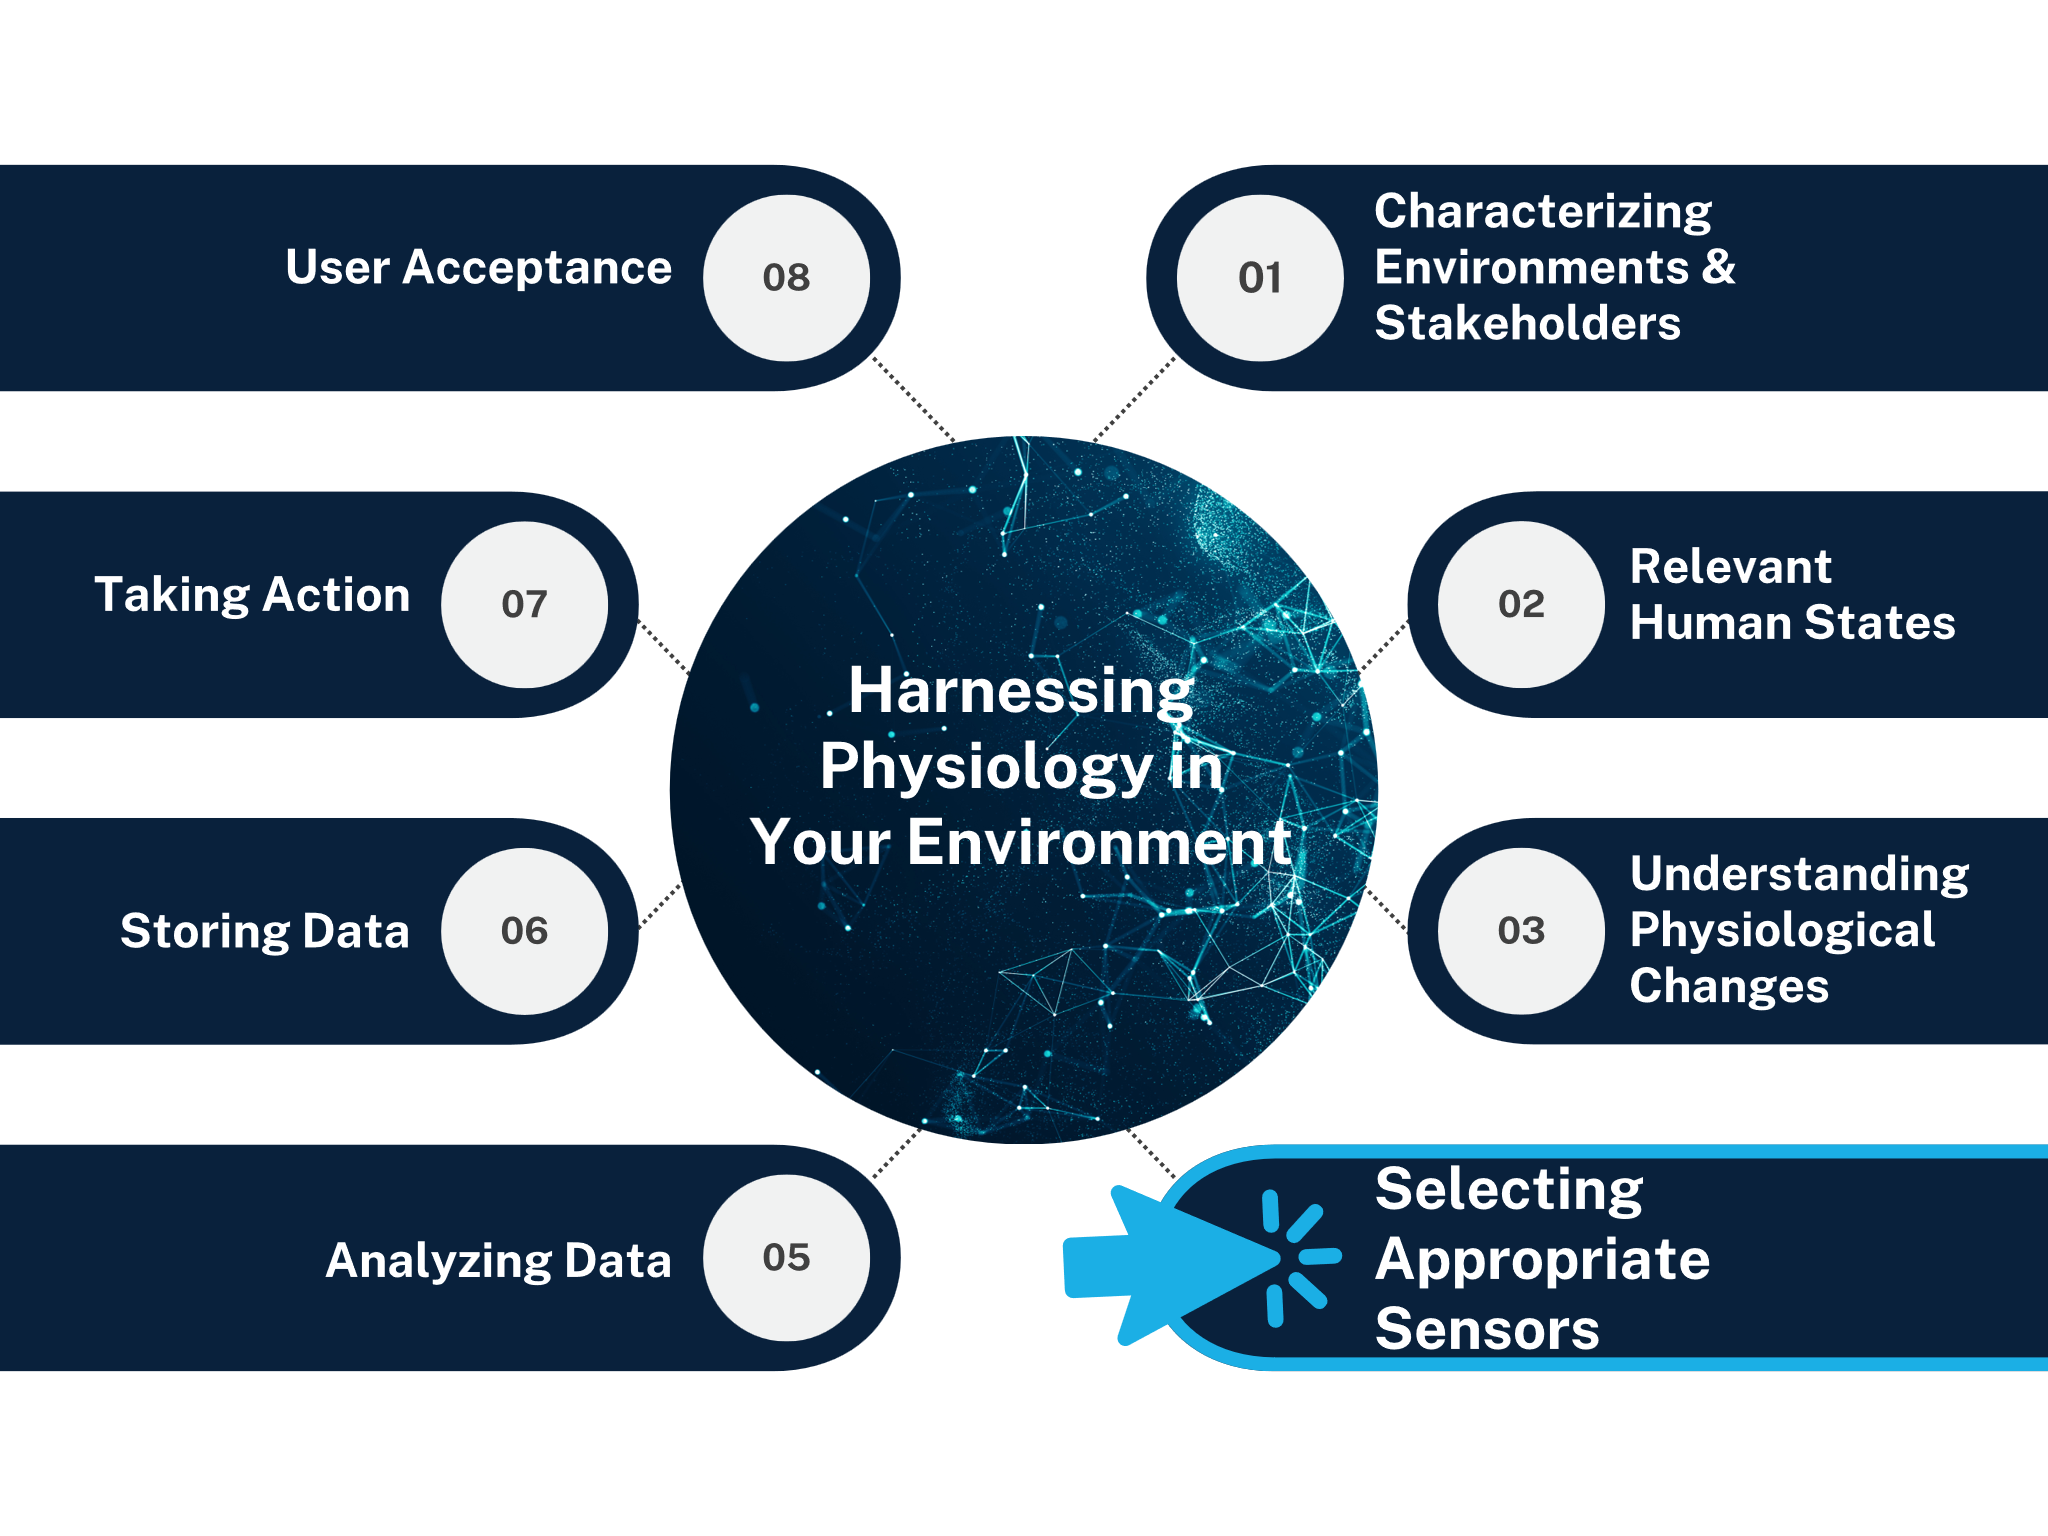 Harnessing
Physiology in
Your Environment
01
Characterizing
Environments &
Stakeholders
02
Relevant
Human States
03
Understanding
Physiological
Changes
Selecting
Appropriate
Sensors
05
Analyzing Data
06
Storing Data
07
Taking Action
08
User Acceptance